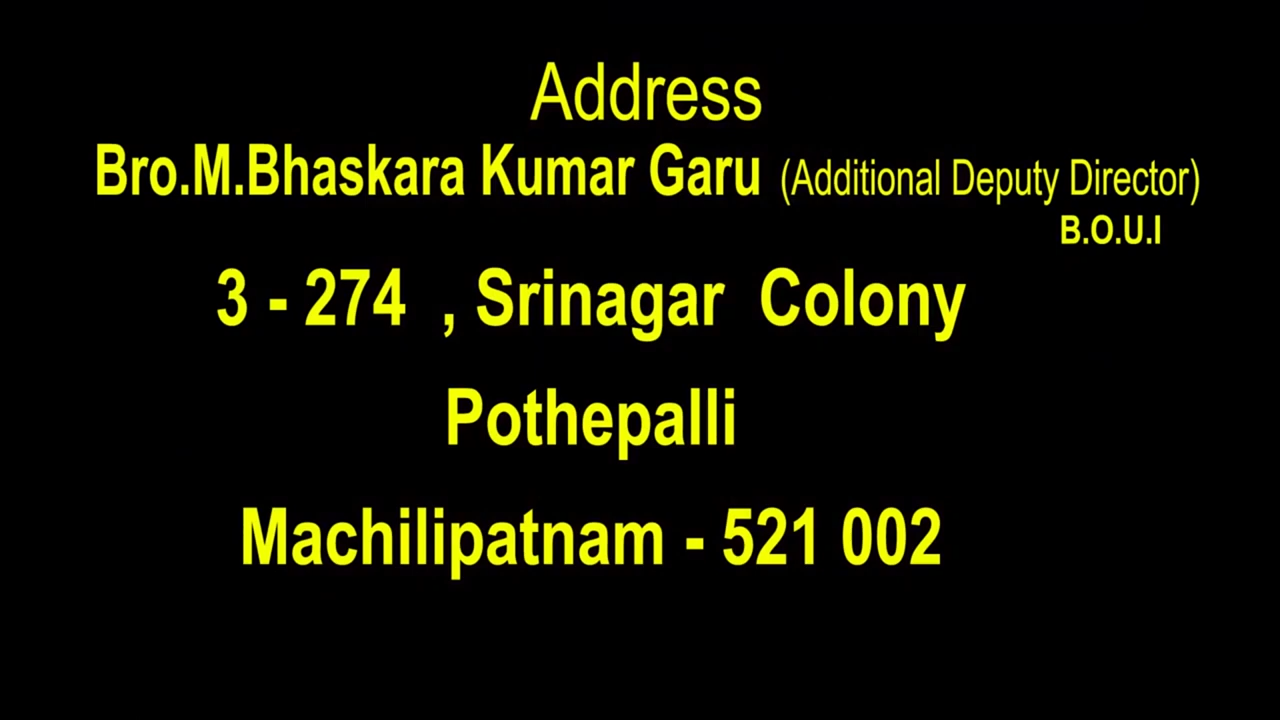 Address
Bro.M.Bhaskara Kumar Garu (Additional Deputy Director)
B.O.U.I
3 - 274 , Srinagar Colony
Pothepalli
Machilipatnam - 521 002